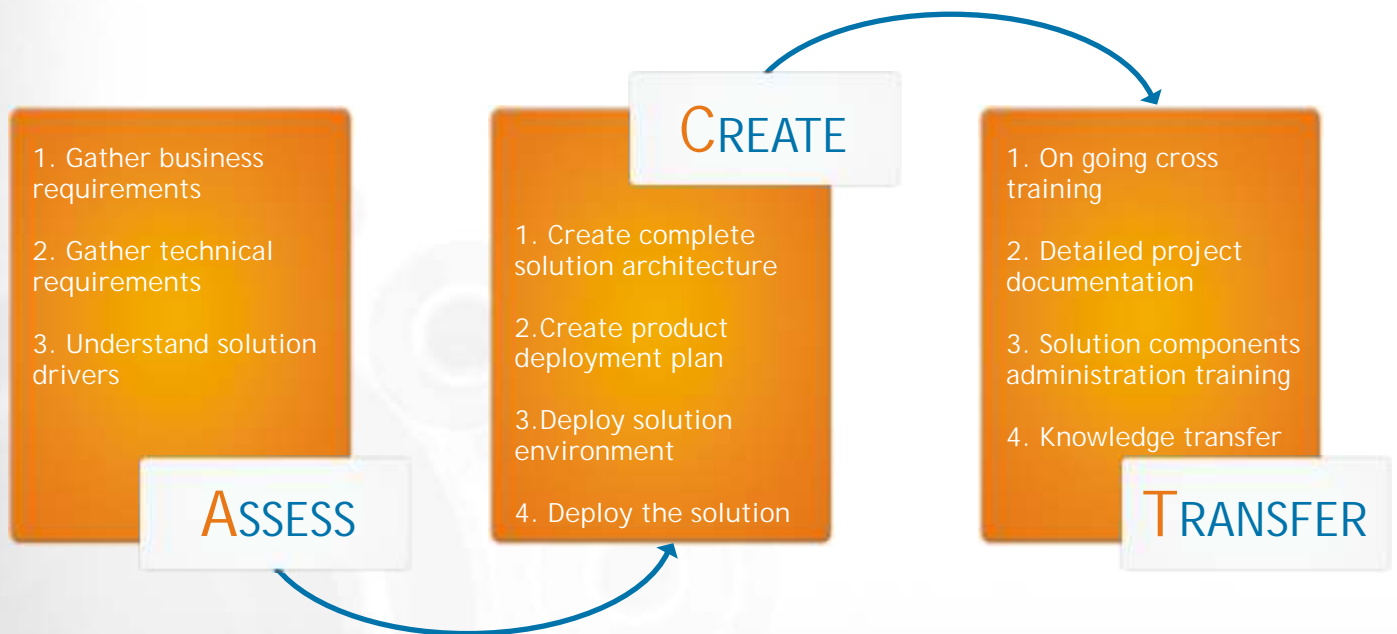 1. Gather business
requirements
2. Gather technical
requirements
3. Understand solution
drivers
ASSESS
CREATE
1. Create complete
solution architecture
2.Create product
deployment plan
3.Deploy solution
environment
4. Deploy the solution
1. On going cross
training
2. Detailed project
documentation
3. Solution components
administration training
4. Knowledge transfer
TRANSFER